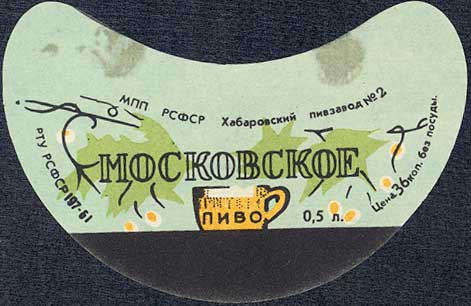 МПП РСФСР Хабаровский пивзавод №2
РТУ РСФСР 197-61
МОСКОВСКОЕ
ПИВО
0,5 л.
Цена 36 коп. без посуды.